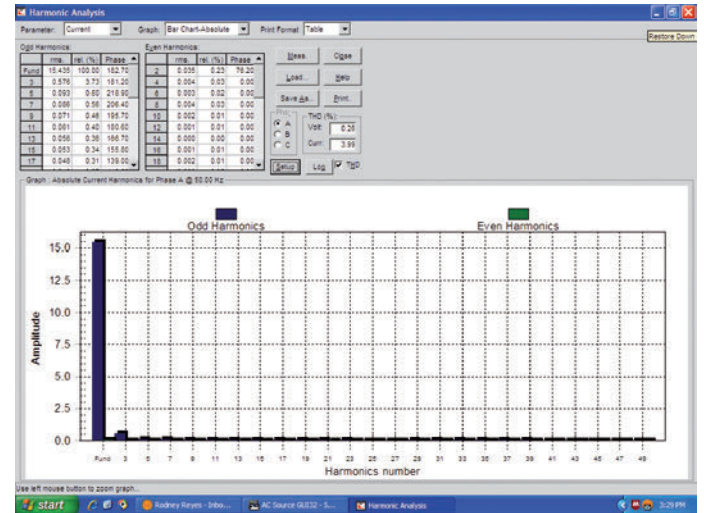 Harmonic Analysis
Restore Down
Parameter: Current Graph: Bar Chart-Absolute Print Format Table
Odd Harmonics:
rms. rel. (%) Phase
Fund 15.435 100.00 182.70
3 0.576 3.73 181.20
5 0.093 0.60 218.90
7 0.086 0.56 206.40
9 0.071 0.46 195.70
11 0.061 0.40 180.60
13 0.056 0.36 166.70
15 0.053 0.34 155.80
17 0.048 0.31 139.00
Even Harmonics:
rms. rel. (%) Phase
2 0.035 0.23 76.20
4 0.004 0.03 0.00
6 0.003 0.02 0.00
8 0.004 0.03 0.00
10 0.002 0.01 0.00
12 0.001 0.01 0.00
14 0.000 0.00 0.00
16 0.001 0.01 0.00
18 0.002 0.01 0.00
Meas. Close
Load... Help
Save As... Print...
A
B
C
THD (%)
Volt: 0.26
Curr: 3.99
Setup Log THD
Graph : Absolute Current Harmonics for Phase A @ 50.00 Hz
Odd Harmonics Even Harmonics
Amplitude
15.0
12.5
10.0
7.5
5.0
2.5
0.0
Fund 3 5 7 9 11 13 15 17 19 21 23 25 27 29 31 33 35 37 39 41 43 45 47 49
Harmonics number
Use left mouse button to zoom graph...
start Rodney Reyes - Inbo... AC Source GUI32 - S... Harmonic Analysis 3:29 PM